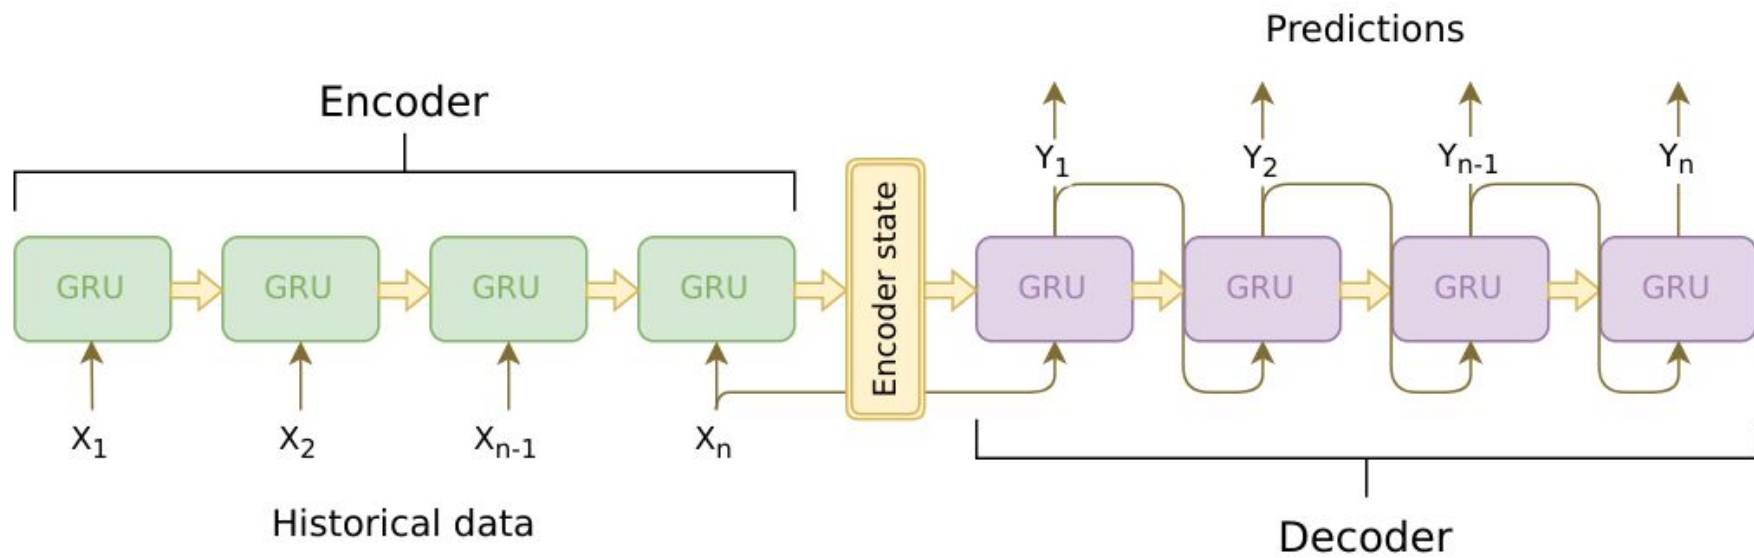 Predictions
Encoder
Y1 Y2 Yn-1 Yn
Encoder state
GRU GRU GRU GRU GRU GRU GRU GRU
X1 X2 Xn-1 Xn
Historical data
Decoder